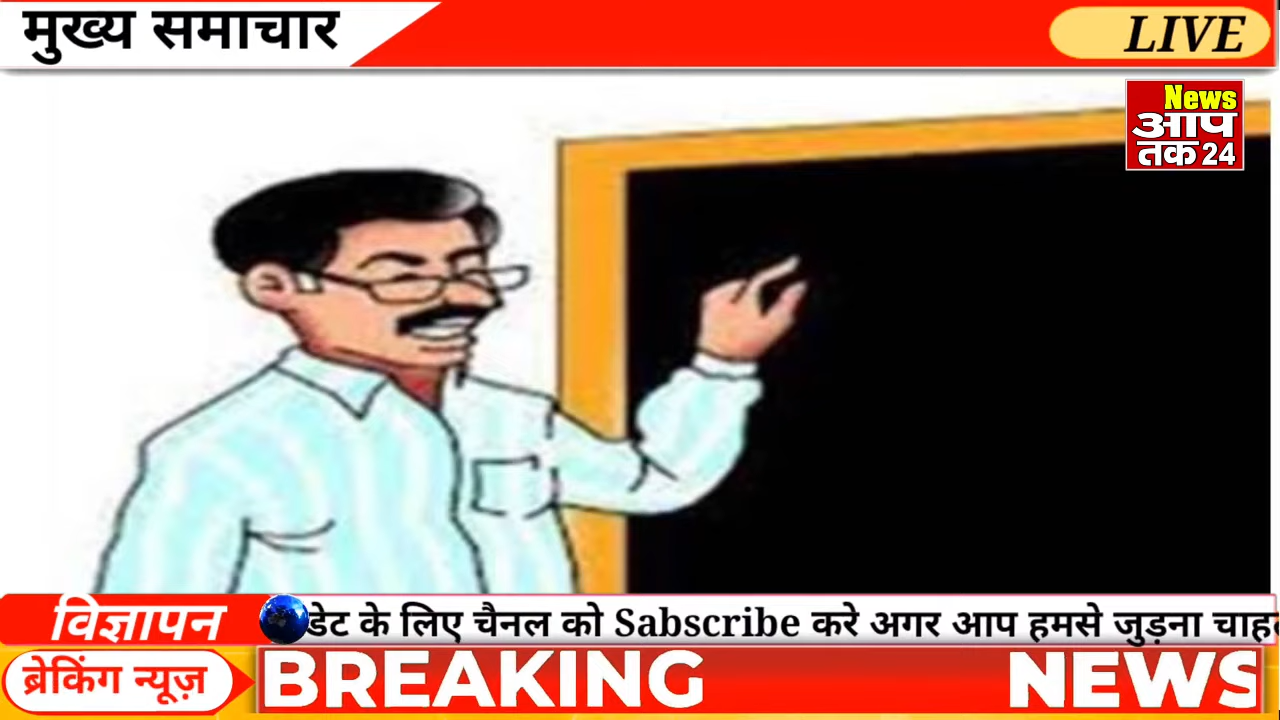 मुख्य समाचार
LIVE
News
आप
तक 24
विज्ञापन
डेट के लिए चैनल को Sabscribe करे अगर आप हमसे जुड़ना
ब्रेकिंग न्यूज़
BREAKING NEWS